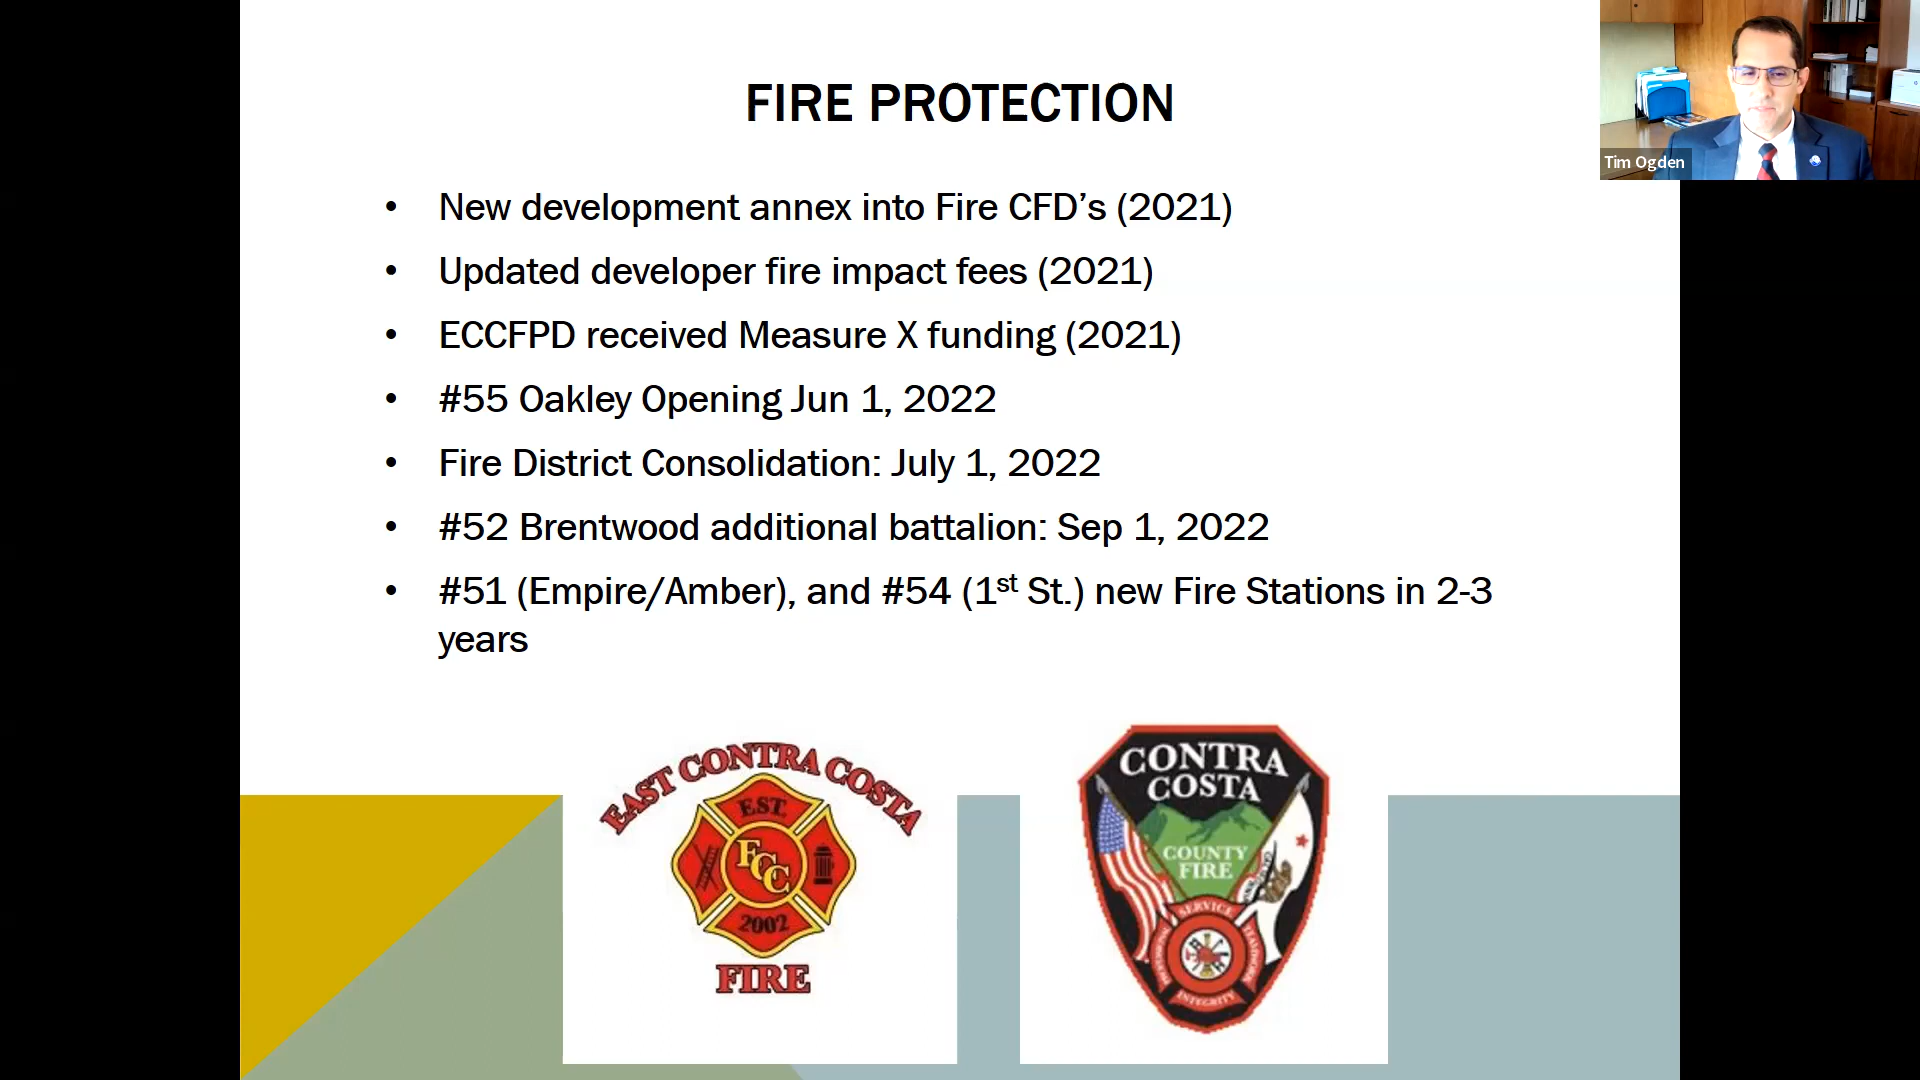 FIRE PROTECTION
Tim Ogden
• New development annex into Fire CFD’s (2021)
• Updated developer fire impact fees (2021)
• ECCFPD received Measure X funding (2021)
• #55 Oakley Opening Jun 1, 2022
• Fire District Consolidation: July 1, 2022
• #52 Brentwood additional battalion: Sep 1, 2022
• #51 (Empire/Amber), and #54 (1st St.) new Fire Stations in 2-3
years
EAST CONTRA COSTA
EST.
FCC
2002
FIRE
CONTRA
COSTA
COUNTY
FIRE
SERVICE
INTEGRITY